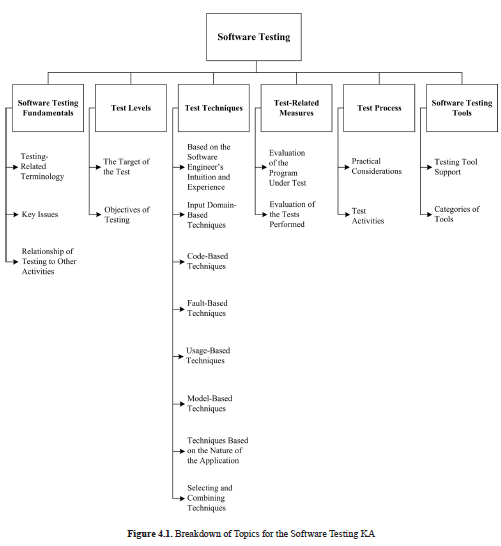 Software Testing
Software Testing
Fundamentals
Testing-
Related
Terminology
Key Issues
Relationship of
Testing to Other
Activities
Test Levels
The Target of
the Test
Objectives of
Testing
Test Techniques
Based on the
Software
Engineer's
Intuition and
Experience
Input Domain-
Based
Techniques
Code-Based
Techniques
Fault-Based
Techniques
Usage-Based
Techniques
Model-Based
Techniques
Techniques Based
on the Nature of
the Application
Selecting and
Combining
Techniques
Test-Related
Measures
Evaluation
of the
Program
Under Test
Evaluation of
the Tests
Performed
Test Process
Practical
Considerations
Test
Activities
Software Testing
Tools
Testing Tool
Support
Categories of
Tools
Figure 4.1. Breakdown of Topics for the Software Testing KA